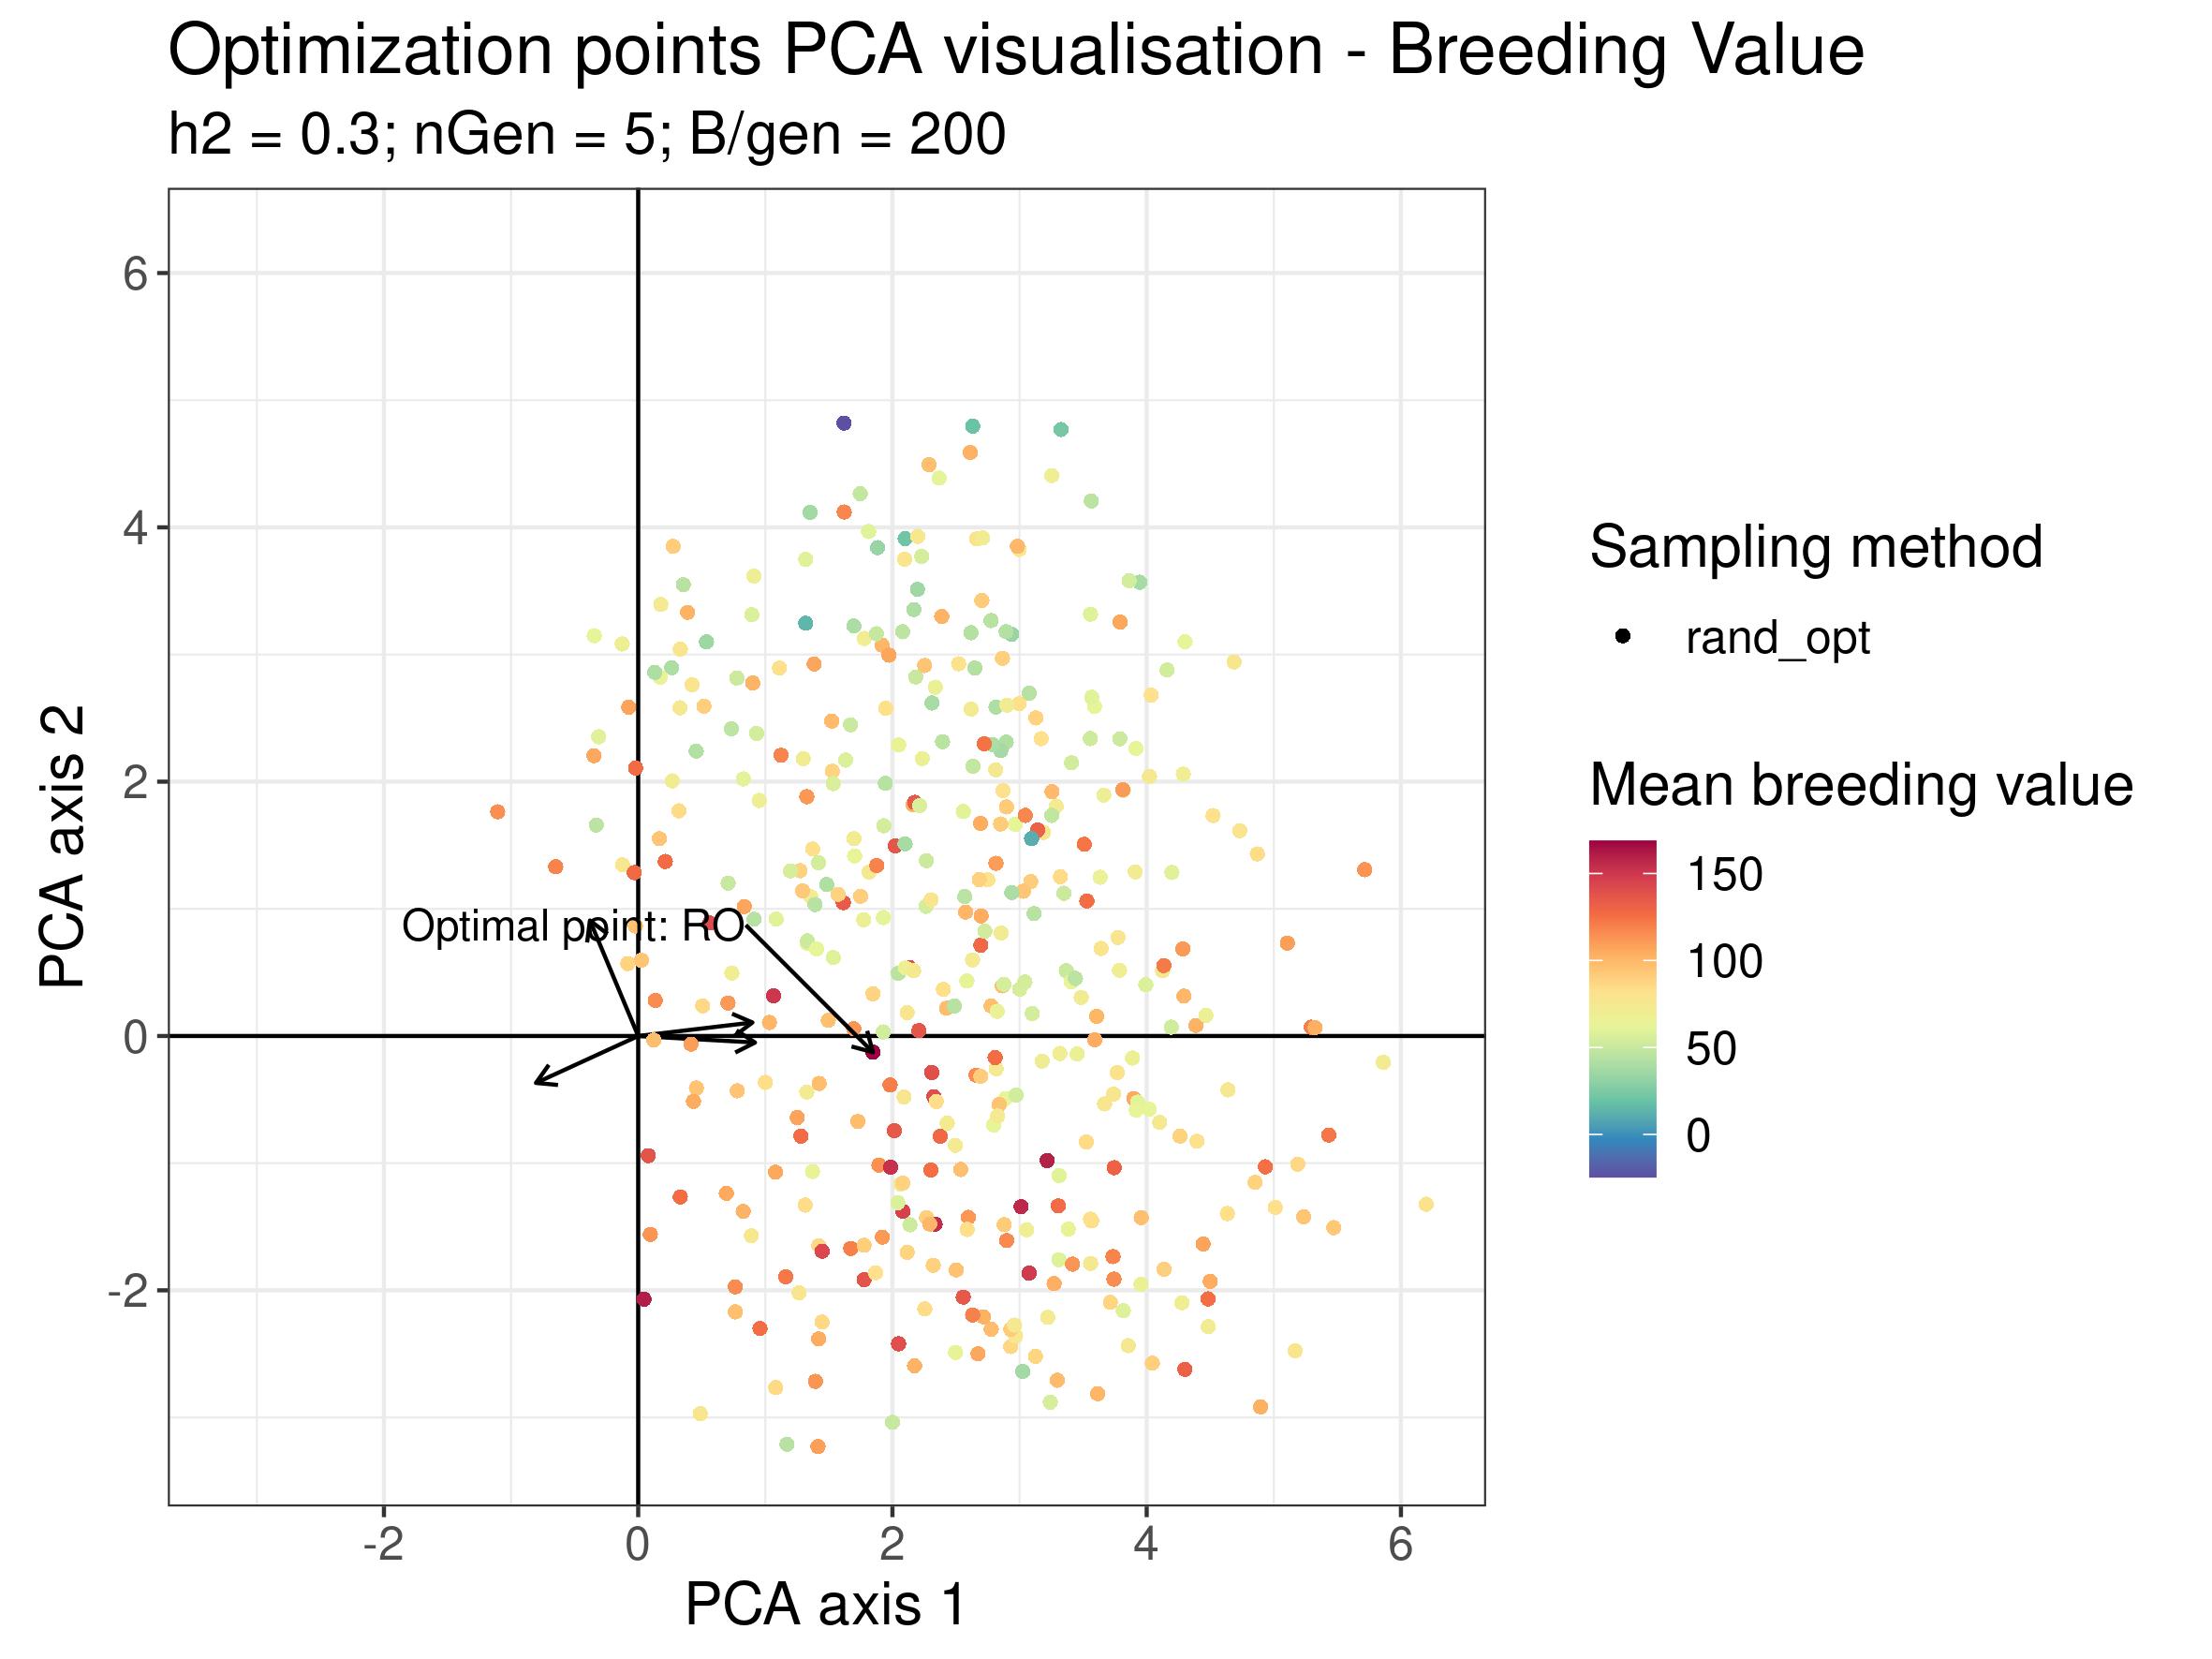 Optimization points PCA visualisation - Breeding Value
h2 = 0.3; nGen = 5; B/gen = 200
PCA axis 2
6
4
2
0
-2
Optimal point: RO
-2
0
2
4
6
PCA axis 1
Sampling method
rand_opt
Mean breeding value
150
100
50
0